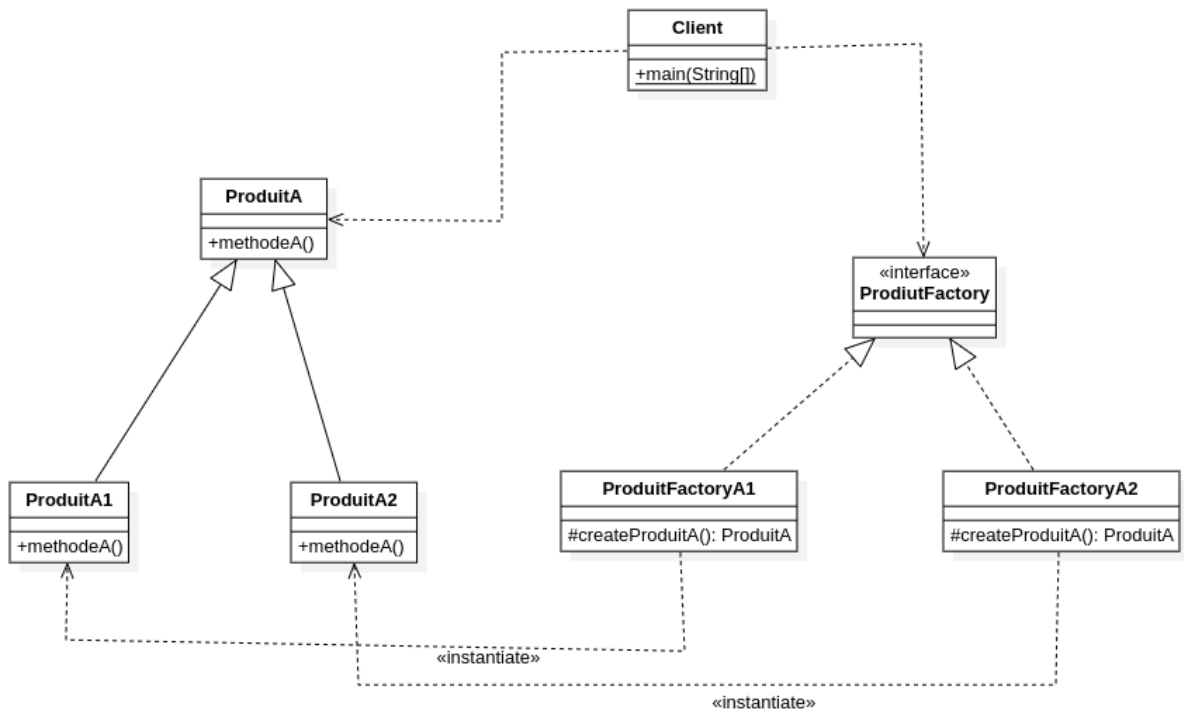 Client
+main(String[])
ProduitA
+methodeA()
«interface»
ProdiutFactory
ProduitA1
+methodeA()
ProduitA2
+methodeA()
ProduitFactoryA1
#createProduitA(): ProduitA
ProduitFactoryA2
#createProduitA(): ProduitA
«instantiate»
«instantiate»